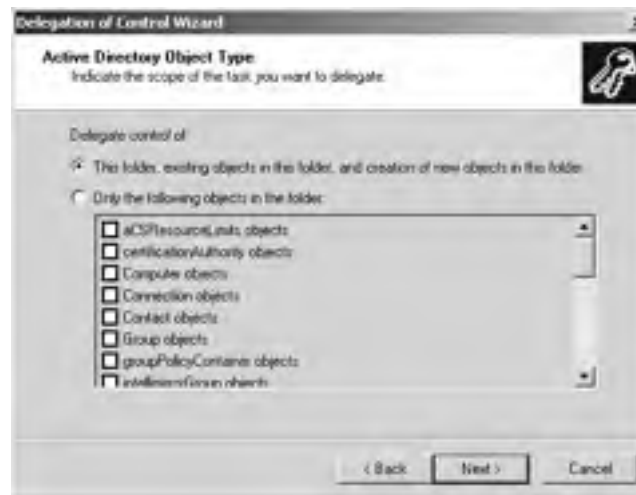 Delegation of Control Wizard
Active Directory Object Type
Indicate the scope of the task you want to delegate.
Delegate control of:
This folder, existing objects in this folder, and creation of new objects in this folder
Only the following objects in the folder:
aCSResourceLimits objects
certificationAuthority objects
Computer objects
Connection objects
Contact objects
Group objects
groupPolicyContainer objects
intellimirrorGroup objects
< Back
Next >
Cancel